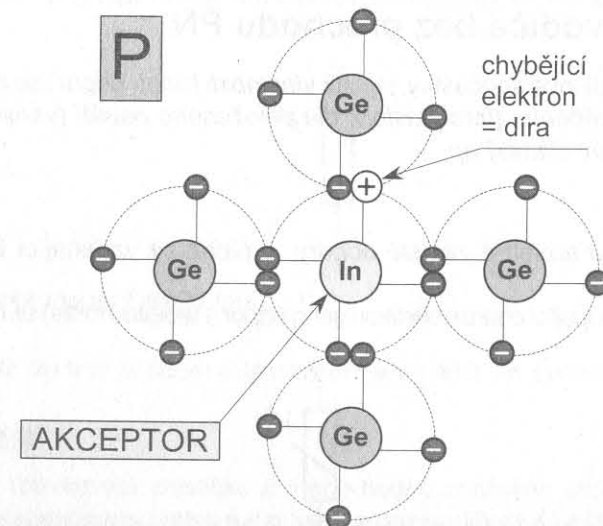 P
chybějící
elektron
= díra
Ge
+
Ge
In
Ge
AKCEPTOR
Ge